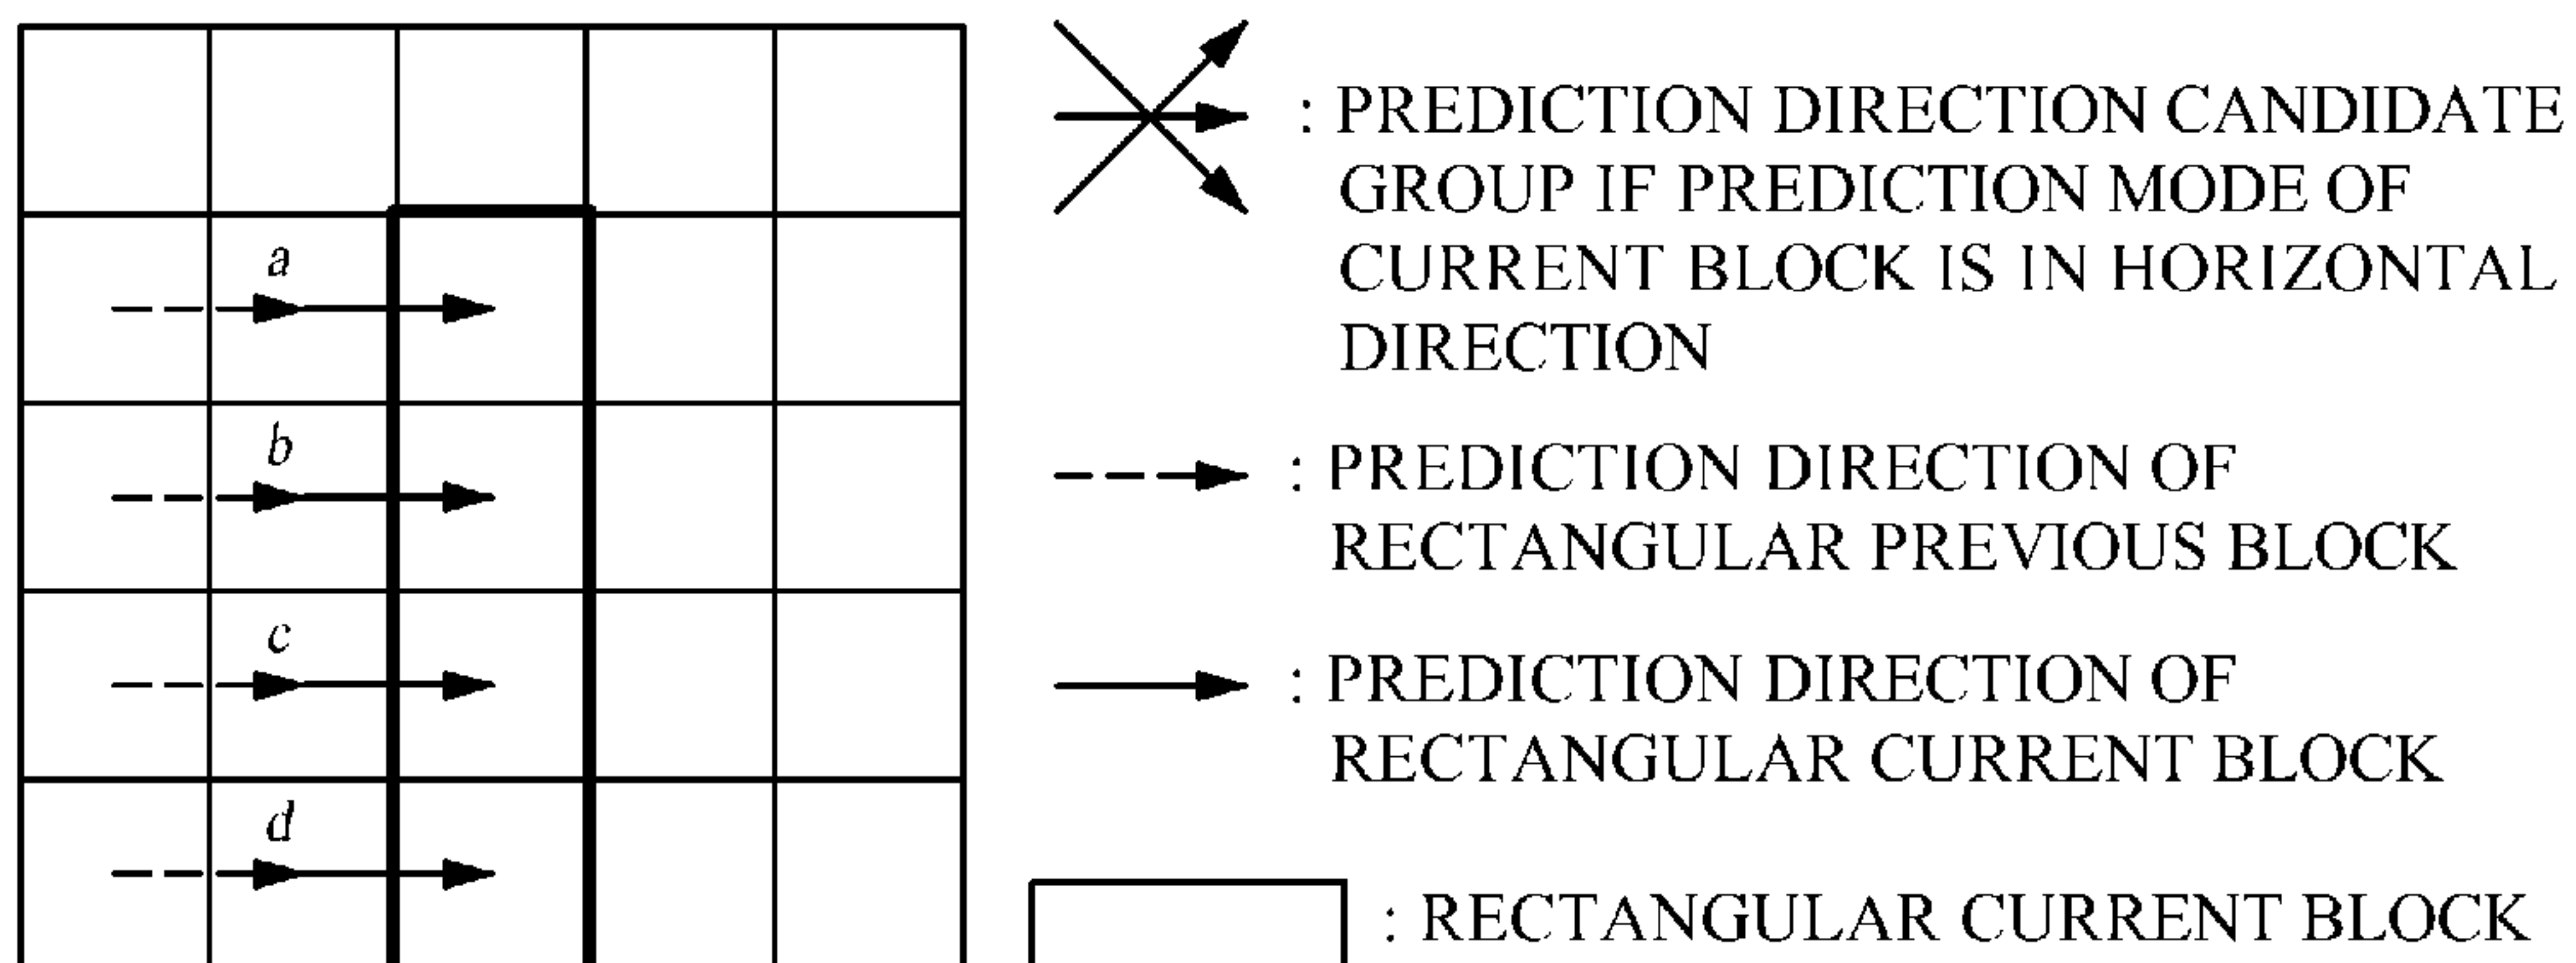 a
b
c
d
: PREDICTION DIRECTION CANDIDATE
GROUP IF PREDICTION MODE OF
CURRENT BLOCK IS IN HORIZONTAL
DIRECTION
: PREDICTION DIRECTION OF
RECTANGULAR PREVIOUS BLOCK
: PREDICTION DIRECTION OF
RECTANGULAR CURRENT BLOCK
: RECTANGULAR CURRENT BLOCK